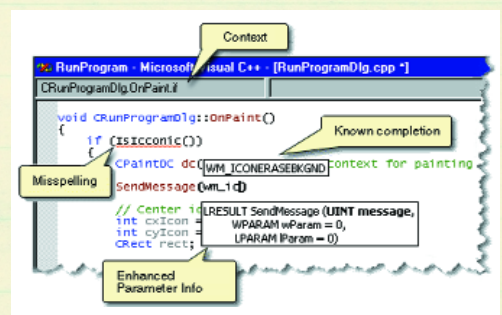 Context
RunProgram - Microsoft Visual C++ - [RunProgramDlg.cpp *]
CRunProgramDlg.OnPaint.if
void CRunProgramDlg::OnPaint()
{
if (IsIcconic())
Known completion
{
CPaintDC dc( WM_ICONERASEBKGND context for painting
Misspelling
SendMessage(wm_ic)
// Center ic
LRESULT SendMessage (UINT message,
int cxIcon =
WPARAM wParam = 0,
int cyIcon =
LPARAM lParam = 0)
CRect rect;
Enhanced
Parameter Info